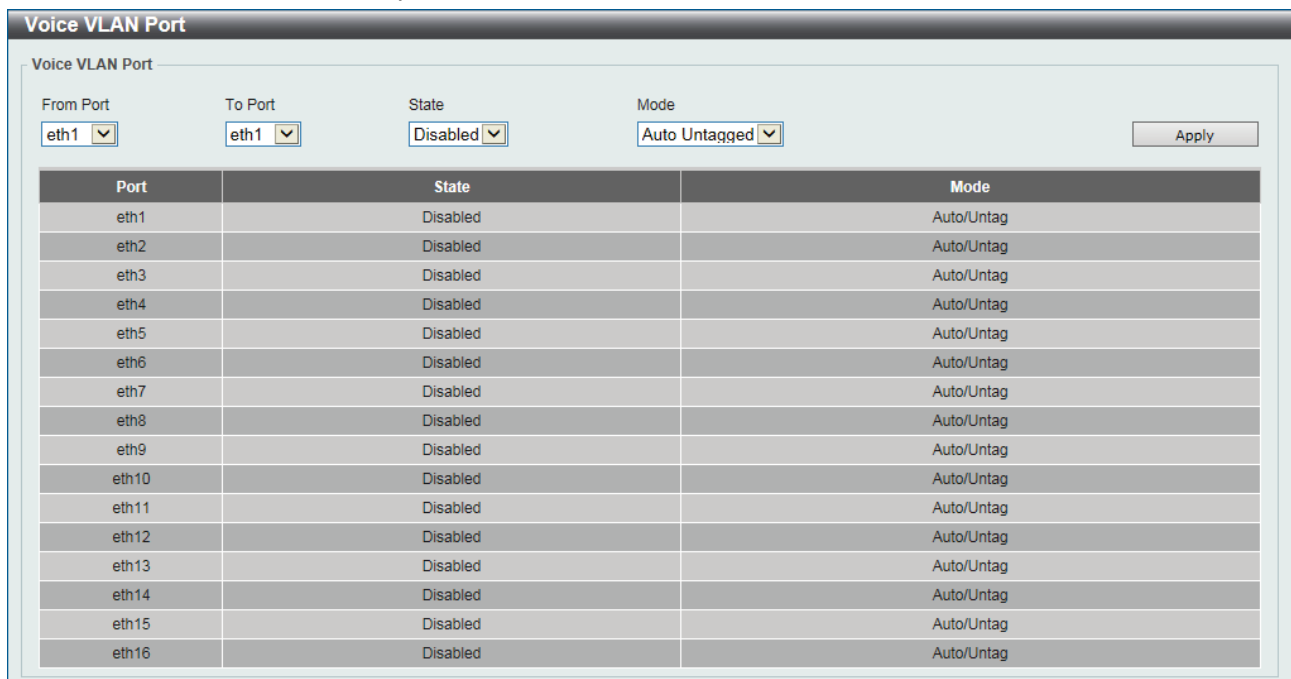 Voice VLAN Port
Voice VLAN Port
From Port To Port State Mode
eth1 eth1 Disabled Auto Untagged Apply
Port State Mode
eth1 Disabled Auto/Untag
eth2 Disabled Auto/Untag
eth3 Disabled Auto/Untag
eth4 Disabled Auto/Untag
eth5 Disabled Auto/Untag
eth6 Disabled Auto/Untag
eth7 Disabled Auto/Untag
eth8 Disabled Auto/Untag
eth9 Disabled Auto/Untag
eth10 Disabled Auto/Untag
eth11 Disabled Auto/Untag
eth12 Disabled Auto/Untag
eth13 Disabled Auto/Untag
eth14 Disabled Auto/Untag
eth15 Disabled Auto/Untag
eth16 Disabled Auto/Untag